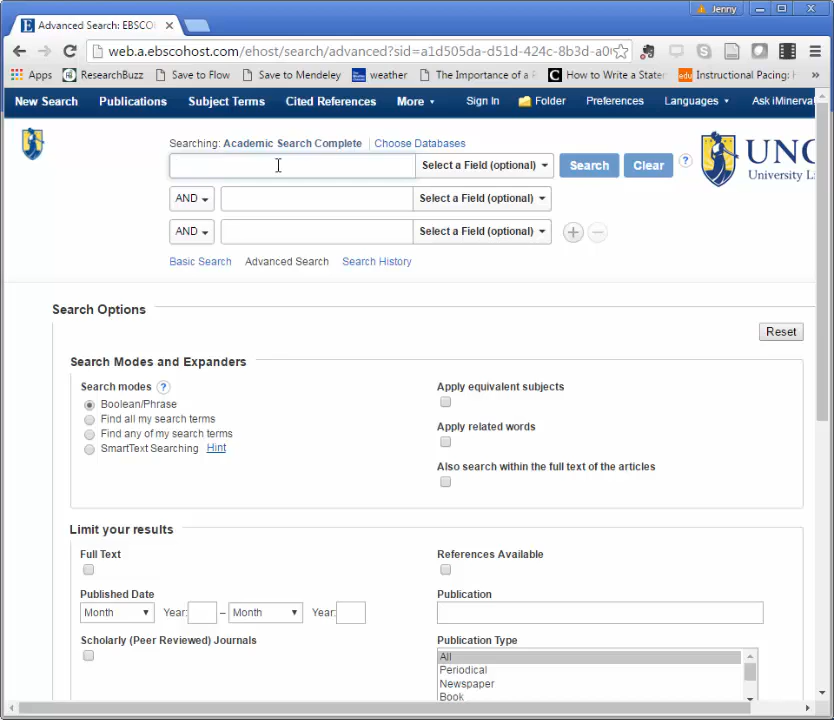 Jenny
Advanced Search: EBSCO
web.a.ebscohost.com/ehost/search/advanced?sid=a1d505da-d51d-424c-8b3d-a0
Apps ResearchBuzz Save to Flow Save to Mendeley weather The Importance of a How to Write a State Instructional Pacing: »
New Search Publications Subject Terms Cited References More Sign In Folder Preferences Languages Ask iMinerva
Searching: Academic Search Complete Choose Databases
Select a Field (optional) Search Clear ?
UNC
University Li
AND Select a Field (optional)
AND Select a Field (optional)
Basic Search Advanced Search Search History
Search Options
Reset
Search Modes and Expanders
Search modes ?
Boolean/Phrase
Find all my search terms
Find any of my search terms
SmartText Searching Hint
Apply equivalent subjects
Apply related words
Also search within the full text of the articles
Limit your results
Full Text
References Available
Published Date
Month Year: – Month Year:
Publication
Scholarly (Peer Reviewed) Journals
Publication Type
All
Periodical
Newspaper
Book